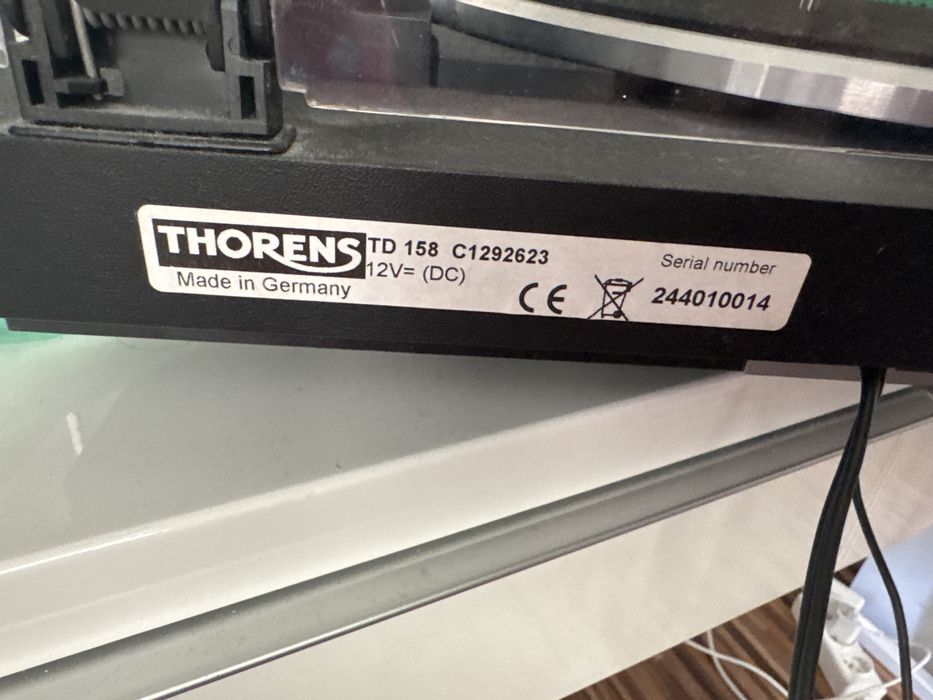 THORENS TD 158 C1292623
12V= (DC)
Made in Germany
CE
Serial number
244010014